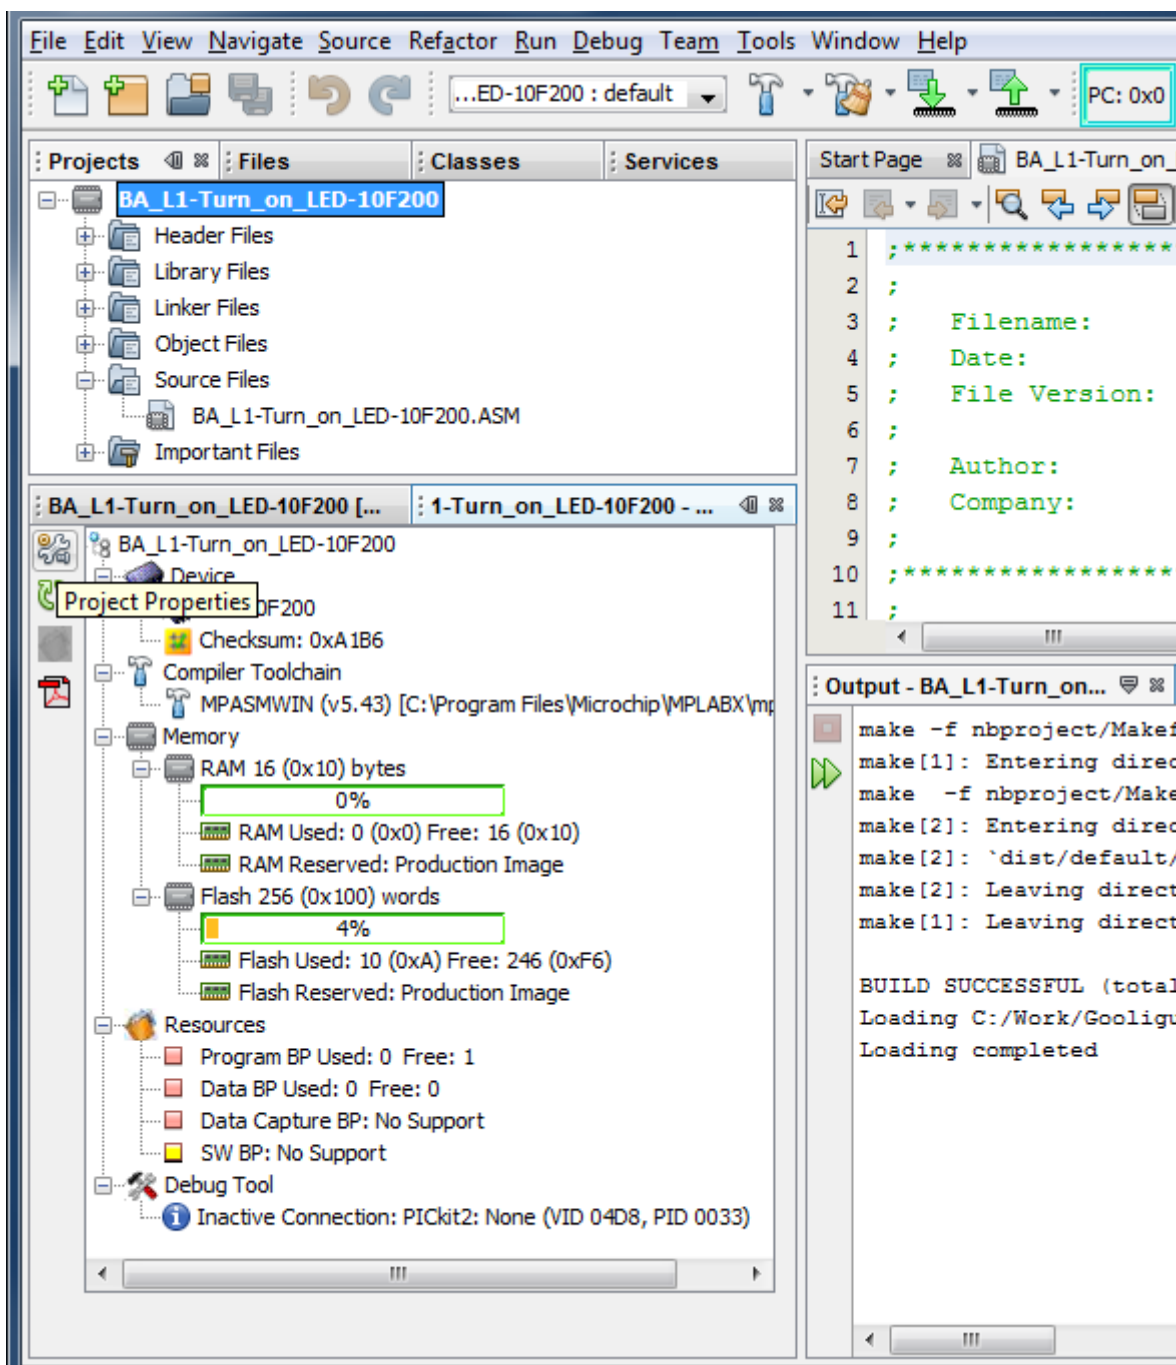 File Edit View Navigate Source Refactor Run Debug Team Tools Window Help
...ED-10F200 : default PC: 0x0
Projects Files Classes Services
BA_L1-Turn_on_LED-10F200
Header Files
Library Files
Linker Files
Object Files
Source Files
BA_L1-Turn_on_LED-10F200.ASM
Important Files
BA_L1-Turn_on_LED-10F200 [... 1-Turn_on_LED-10F200 - ...
BA_L1-Turn_on_LED-10F200
Device
Project Properties 0F200
Checksum: 0xA1B6
Compiler Toolchain
MPASMWIN (v5.43) [C:\Program Files\Microchip\MPLABX\mp
Memory
RAM 16 (0x10) bytes
0%
RAM Used: 0 (0x0) Free: 16 (0x10)
RAM Reserved: Production Image
Flash 256 (0x100) words
4%
Flash Used: 10 (0xA) Free: 246 (0xF6)
Flash Reserved: Production Image
Resources
Program BP Used: 0 Free: 1
Data BP Used: 0 Free: 0
Data Capture BP: No Support
SW BP: No Support
Debug Tool
Inactive Connection: PICkit2: None (VID 04D8, PID 0033)
Start Page BA_L1-Turn_on_
1 ;*****************
2 ;
3 ; Filename:
4 ; Date:
5 ; File Version:
6 ;
7 ; Author:
8 ; Company:
9 ;
10 ;*****************
11 ;
Output - BA_L1-Turn_on...
make -f nbproject/Makef
make[1]: Entering direc
make -f nbproject/Make
make[2]: Entering direc
make[2]: `dist/default/
make[2]: Leaving direct
make[1]: Leaving direct
BUILD SUCCESSFUL (total
Loading C:/Work/Gooligu
Loading completed